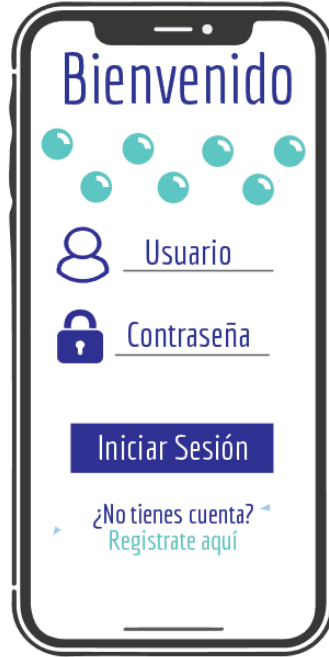 Bienvenido
Usuario
Contraseña
Iniciar Sesión
¿No tienes cuenta?
Registrate aquí